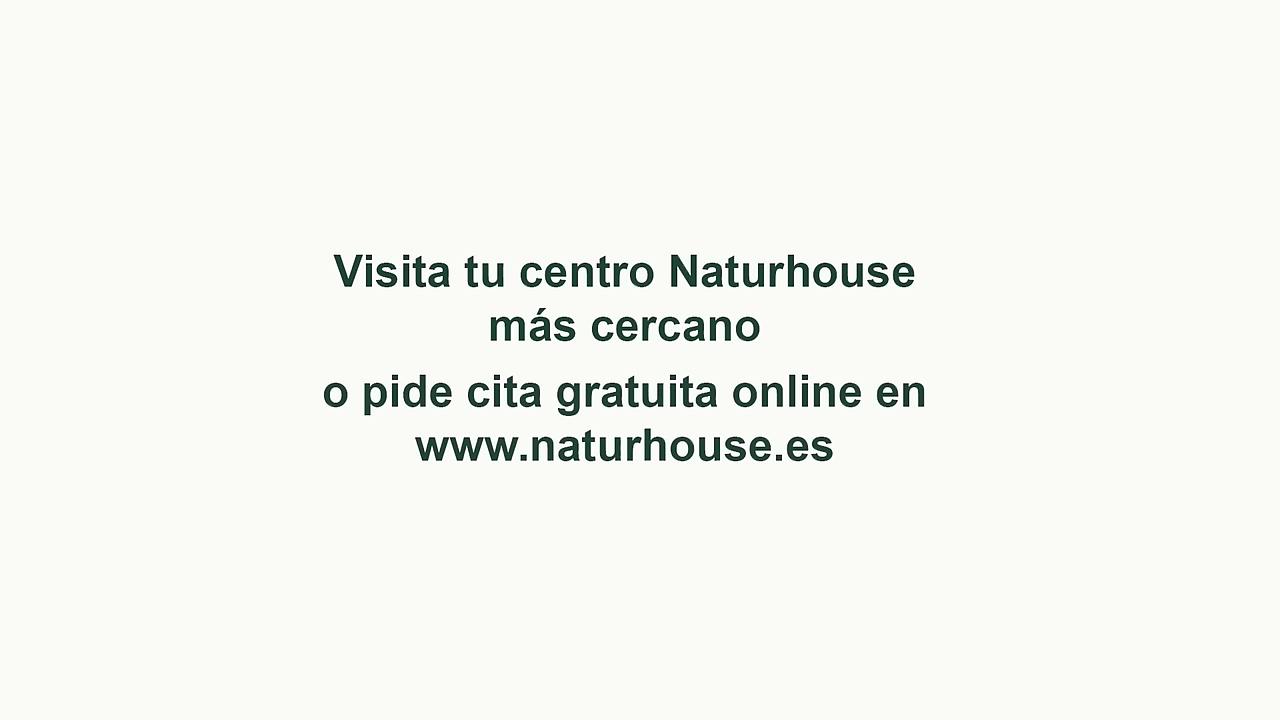 Visita tu centro Naturhouse
más cercano
o pide cita gratuita online en
www.naturhouse.es